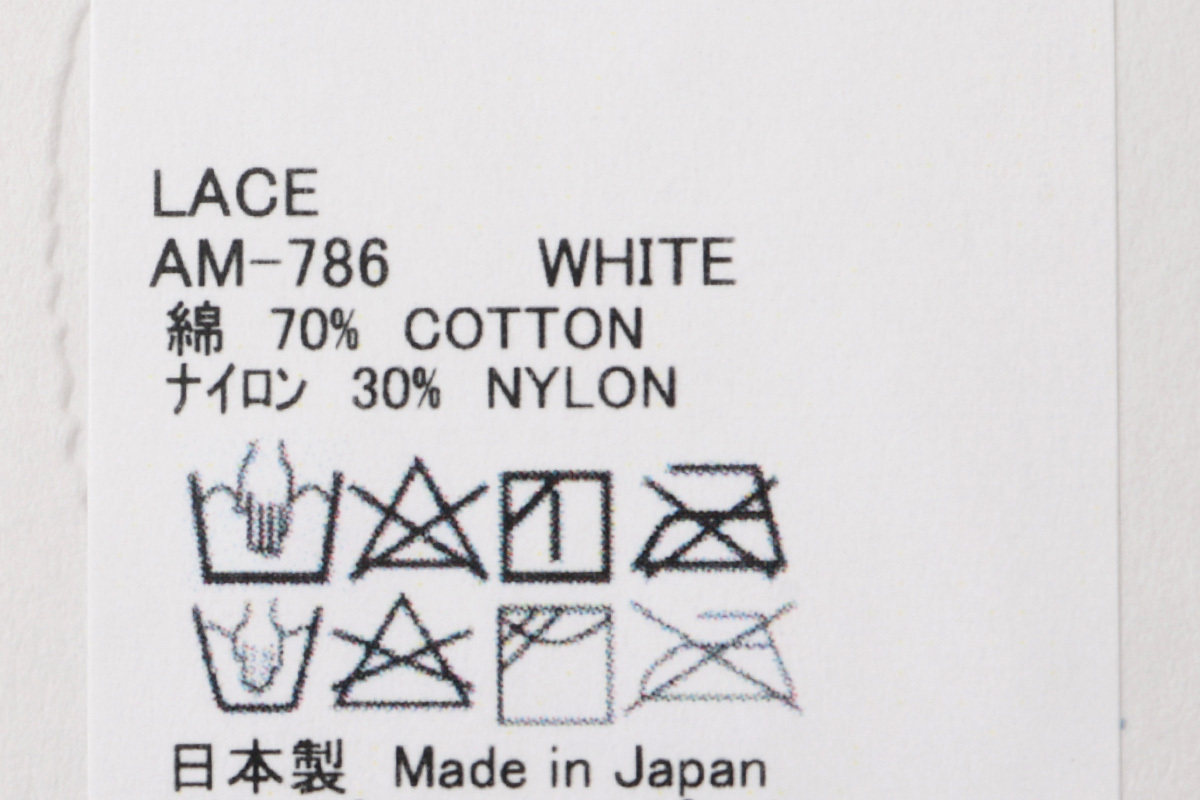 LACE
AM-786 WHITE
綿 70% COTTON
ナイロン 30% NYLON
日本製 Made in Japan